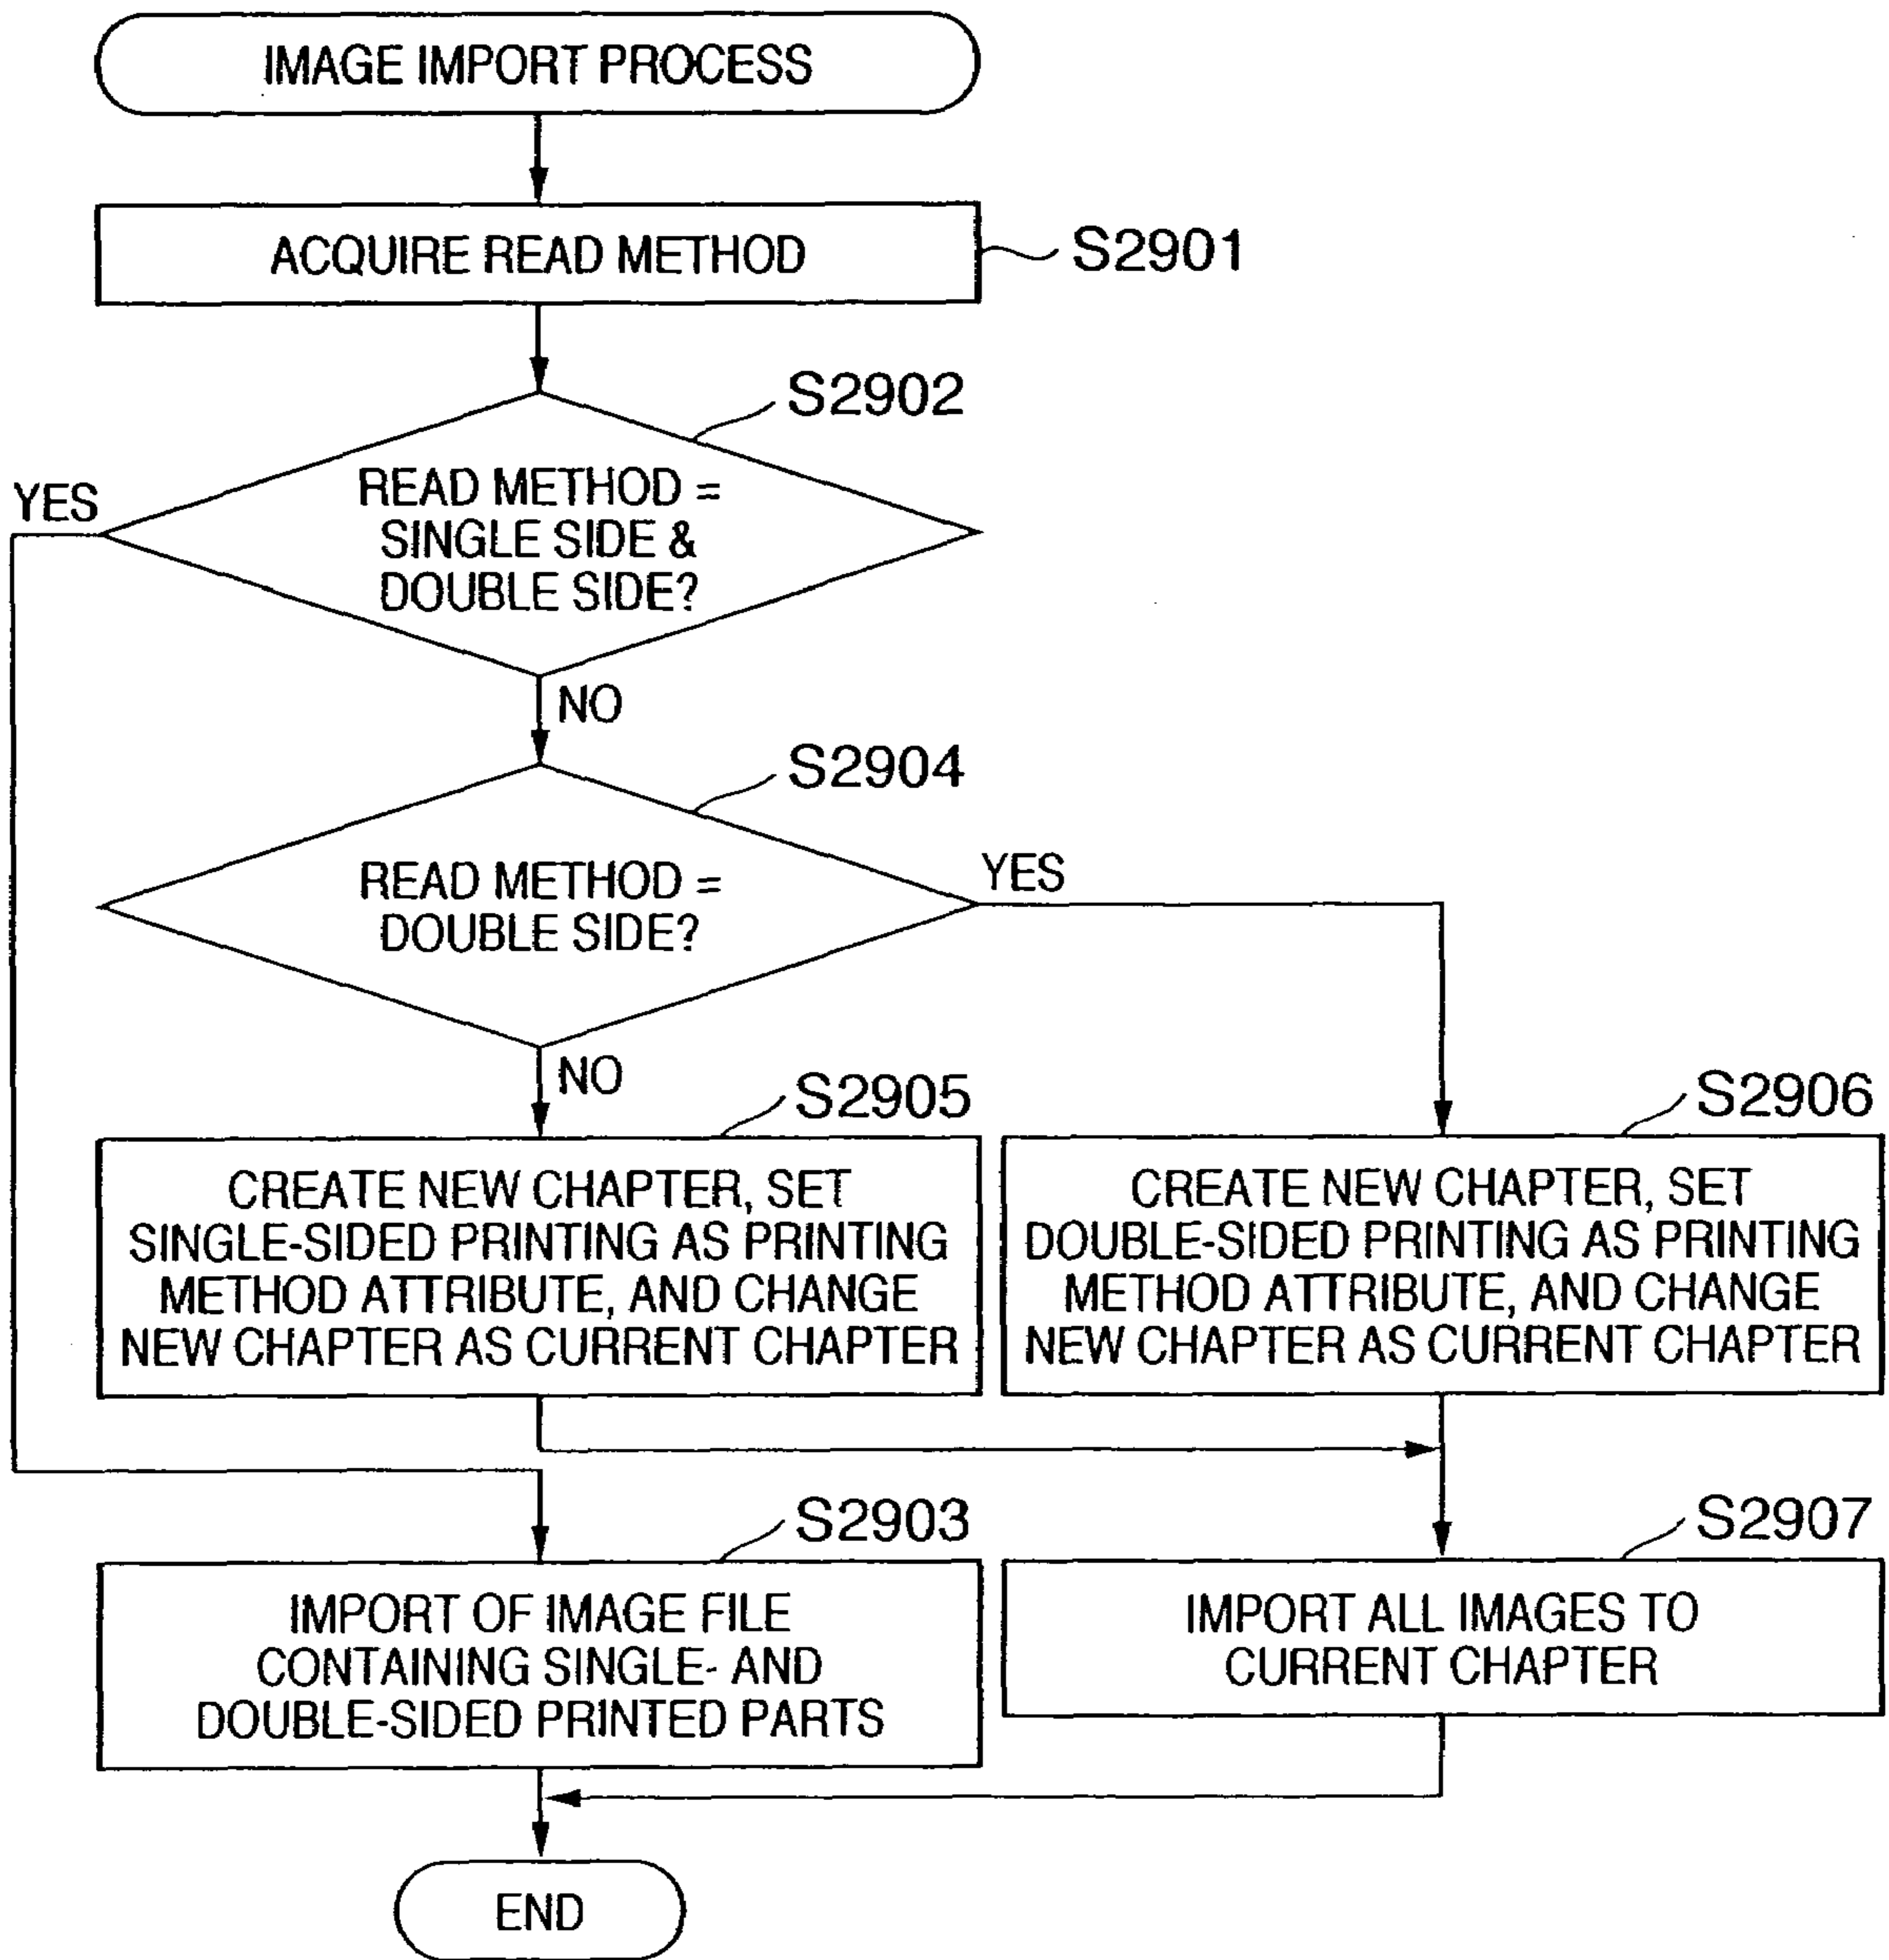 IMAGE IMPORT PROCESS
ACQUIRE READ METHOD
S2901
S2902
READ METHOD =
SINGLE SIDE &
DOUBLE SIDE?
YES
NO
S2904
READ METHOD =
DOUBLE SIDE?
YES
NO
S2905
CREATE NEW CHAPTER, SET
SINGLE-SIDED PRINTING AS PRINTING
METHOD ATTRIBUTE, AND CHANGE
NEW CHAPTER AS CURRENT CHAPTER
S2906
CREATE NEW CHAPTER, SET
DOUBLE-SIDED PRINTING AS PRINTING
METHOD ATTRIBUTE, AND CHANGE
NEW CHAPTER AS CURRENT CHAPTER
S2903
IMPORT OF IMAGE FILE
CONTAINING SINGLE- AND
DOUBLE-SIDED PRINTED PARTS
S2907
IMPORT ALL IMAGES TO
CURRENT CHAPTER
END